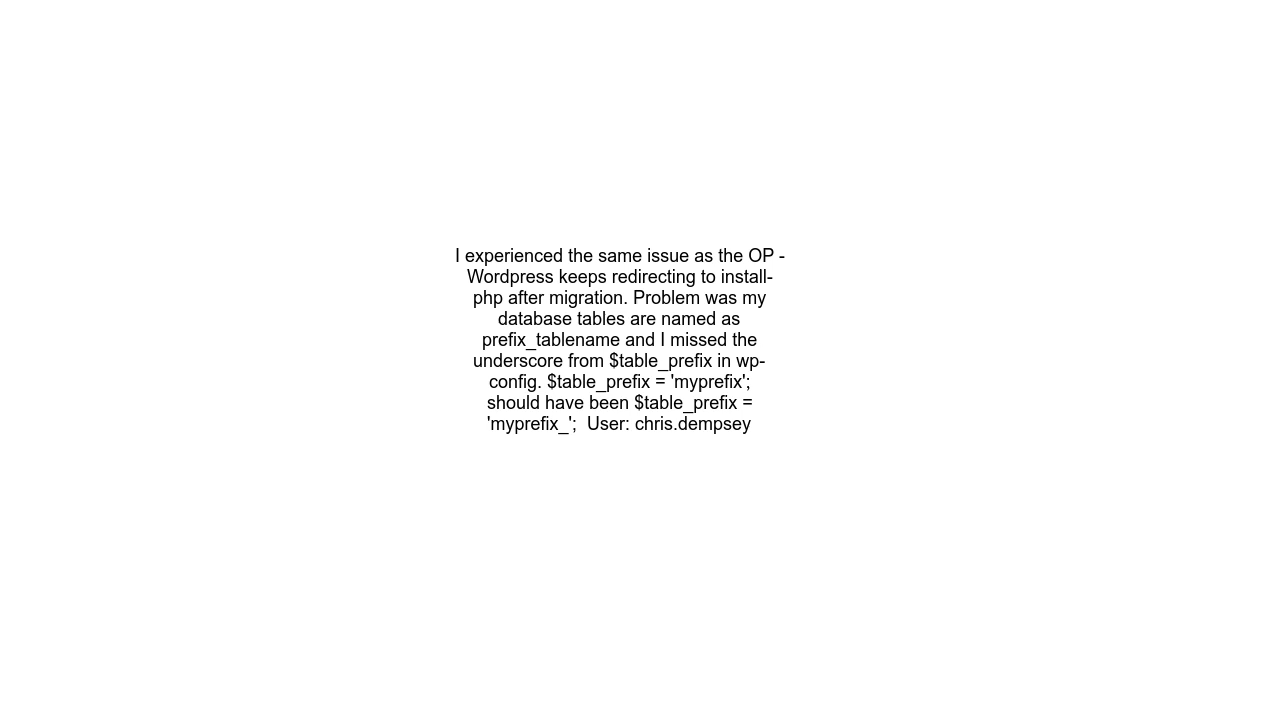 I experienced the same issue as the OP -
Wordpress keeps redirecting to install-
php after migration. Problem was my
database tables are named as
prefix_tablename and I missed the
underscore from $table_prefix in wp-
config. $table_prefix = 'myprefix';
should have been $table_prefix =
'myprefix_';  User: chris.dempsey